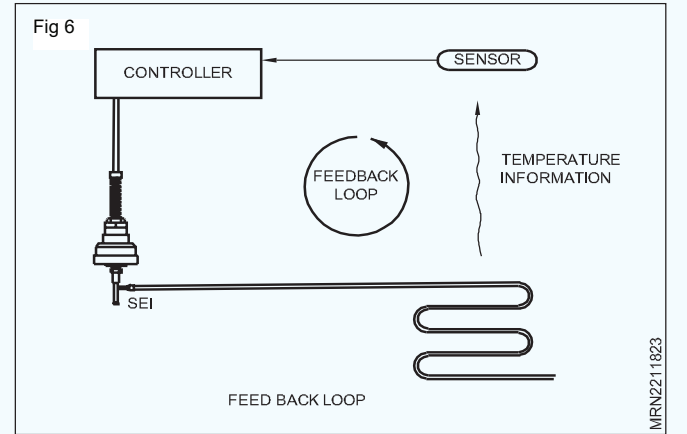 Fig 6
CONTROLLER
SENSOR
FEEDBACK
LOOP
TEMPERATURE
INFORMATION
SEI
FEED BACK LOOP
MRN2211823